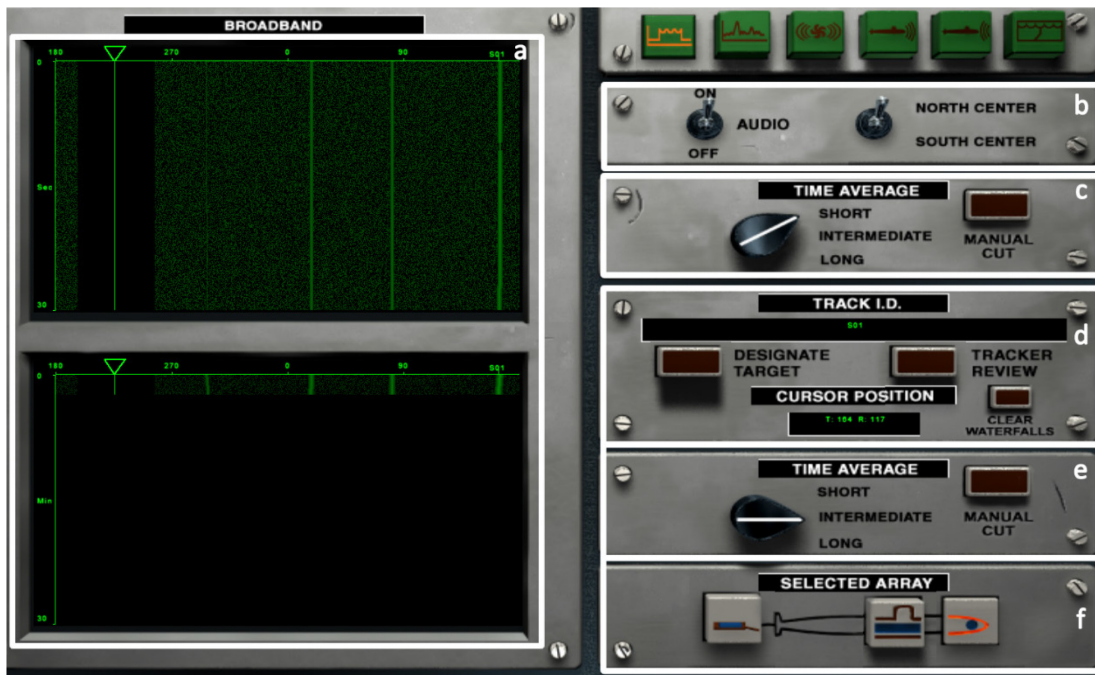 BROADBAND
a
180 270 0 90 S01
0
Sec
30
180 270 0 90 S01
0
Min
30
b
ON
AUDIO
OFF
NORTH CENTER
SOUTH CENTER
c
TIME AVERAGE
SHORT
INTERMEDIATE
LONG
MANUAL
CUT
d
TRACK I.D.
S01
DESIGNATE
TARGET
TRACKER
REVIEW
CURSOR POSITION
T: 164 R: 117
CLEAR
WATERFALLS
e
TIME AVERAGE
SHORT
INTERMEDIATE
LONG
MANUAL
CUT
f
SELECTED ARRAY